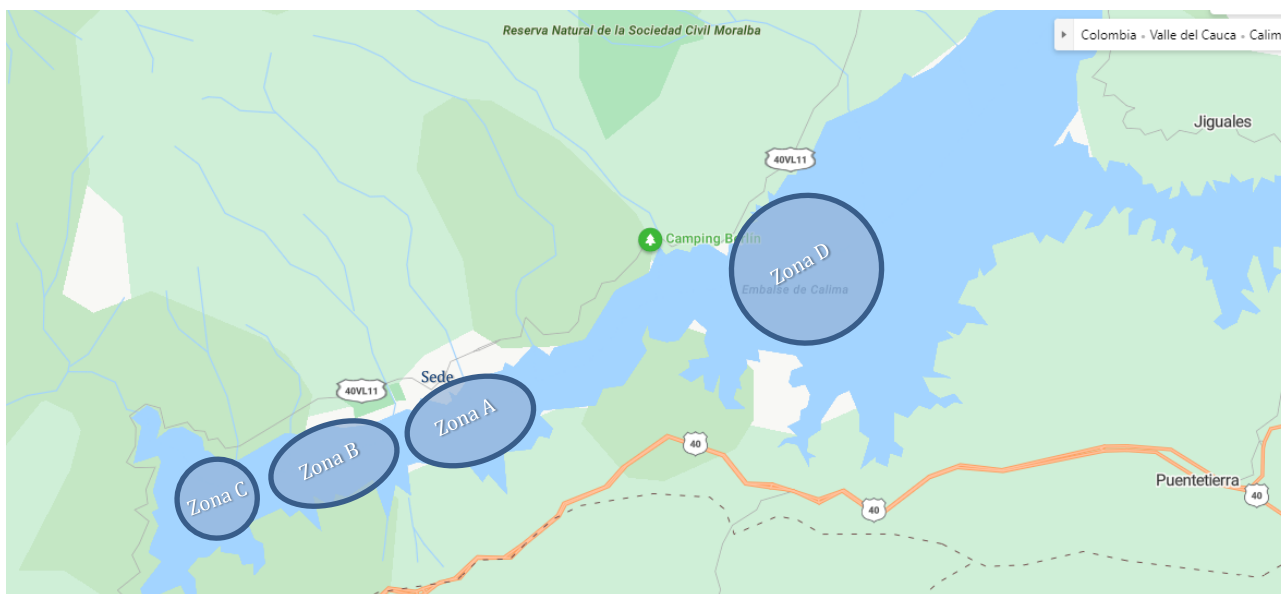 Reserva Natural de la Sociedad Civil Moralba
Colombia • Valle del Cauca • Calim
Jiguales
40VL11
Camping Berlín
Zona D
Embalse de Calima
Sede
40VL11
Zona A
Zona B
Zona C
40
Puentetierra
40
40